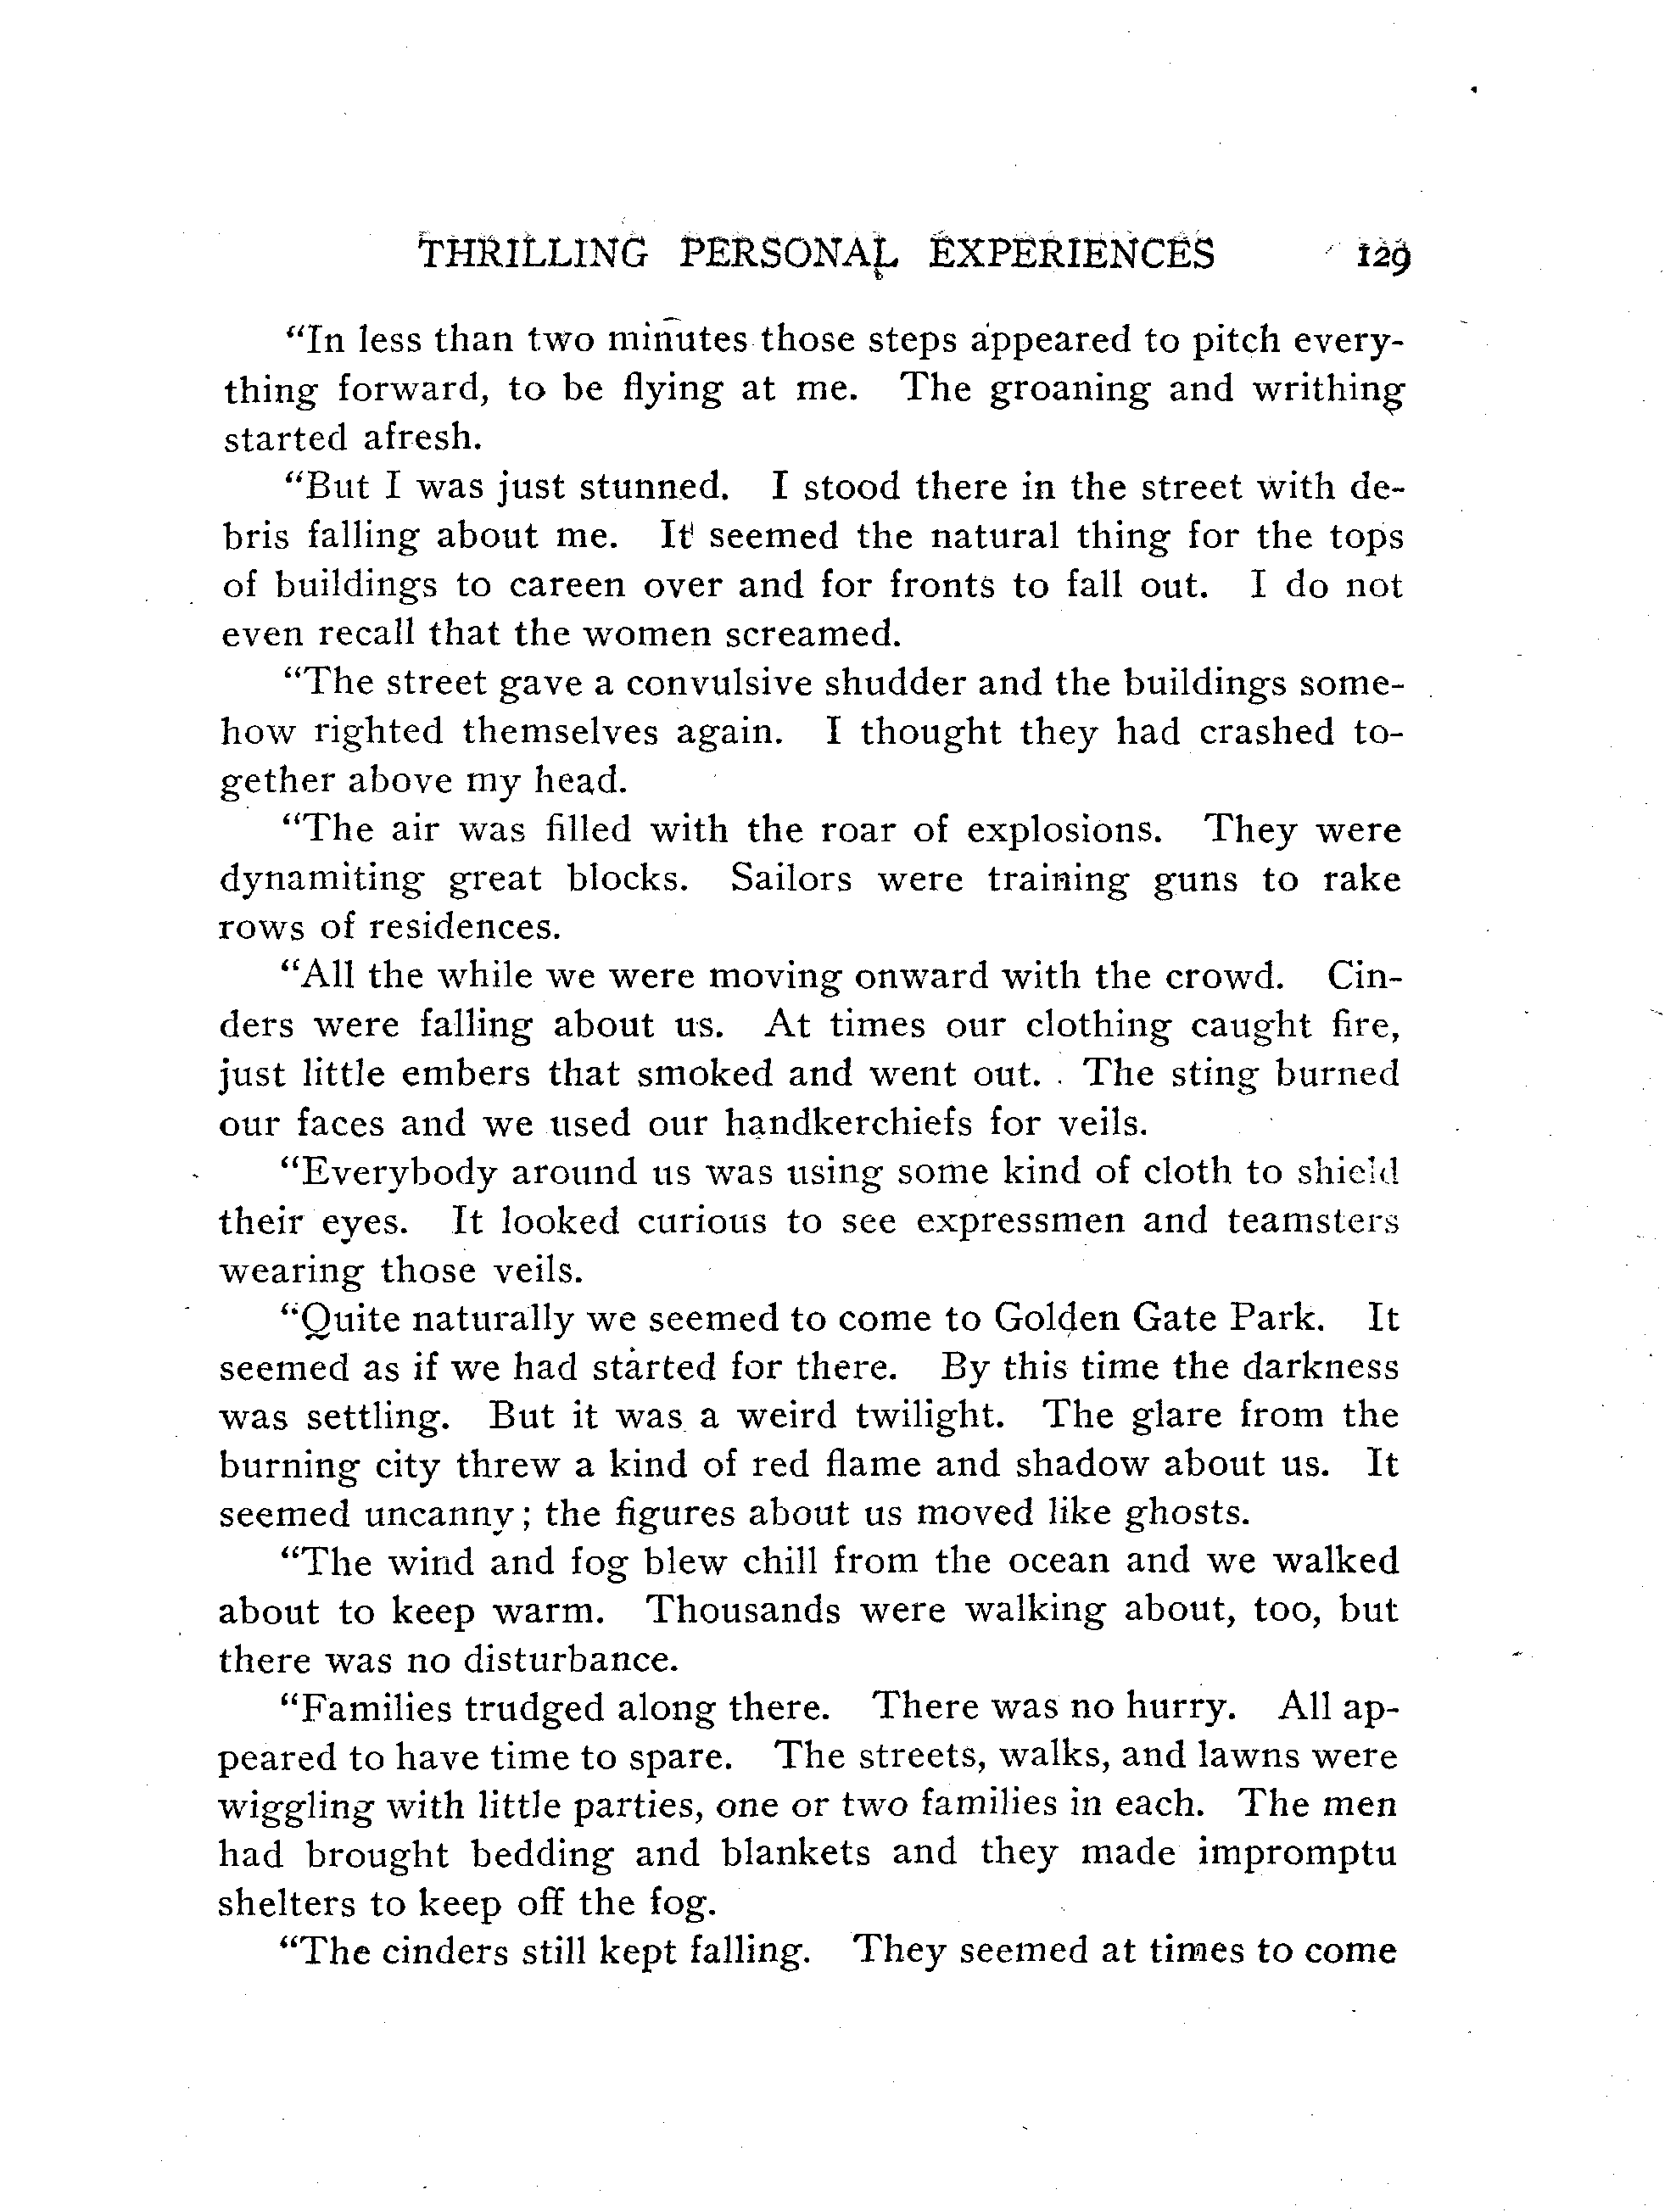 THRILLING PERSONAL EXPERIENCES 129
“In less than two minutes those steps appeared to pitch every-
thing forward, to be flying at me. The groaning and writhing
started afresh.
“But I was just stunned. I stood there in the street with de-
bris falling about me. It seemed the natural thing for the tops
of buildings to careen over and for fronts to fall out. I do not
even recall that the women screamed.
“The street gave a convulsive shudder and the buildings some-
how righted themselves again. I thought they had crashed to-
gether above my head.
“The air was filled with the roar of explosions. They were
dynamiting great blocks. Sailors were training guns to rake
rows of residences.
“All the while we were moving onward with the crowd. Cin-
ders were falling about us. At times our clothing caught fire,
just little embers that smoked and went out. The sting burned
our faces and we used our handkerchiefs for veils.
“Everybody around us was using some kind of cloth to shield
their eyes. It looked curious to see expressmen and teamsters
wearing those veils.
“Quite naturally we seemed to come to Golden Gate Park. It
seemed as if we had started for there. By this time the darkness
was settling. But it was a weird twilight. The glare from the
burning city threw a kind of red flame and shadow about us. It
seemed uncanny; the figures about us moved like ghosts.
“The wind and fog blew chill from the ocean and we walked
about to keep warm. Thousands were walking about, too, but
there was no disturbance.
“Families trudged along there. There was no hurry. All ap-
peared to have time to spare. The streets, walks, and lawns were
wiggling with little parties, one or two families in each. The men
had brought bedding and blankets and they made impromptu
shelters to keep off the fog.
“The cinders still kept falling. They seemed at times to come